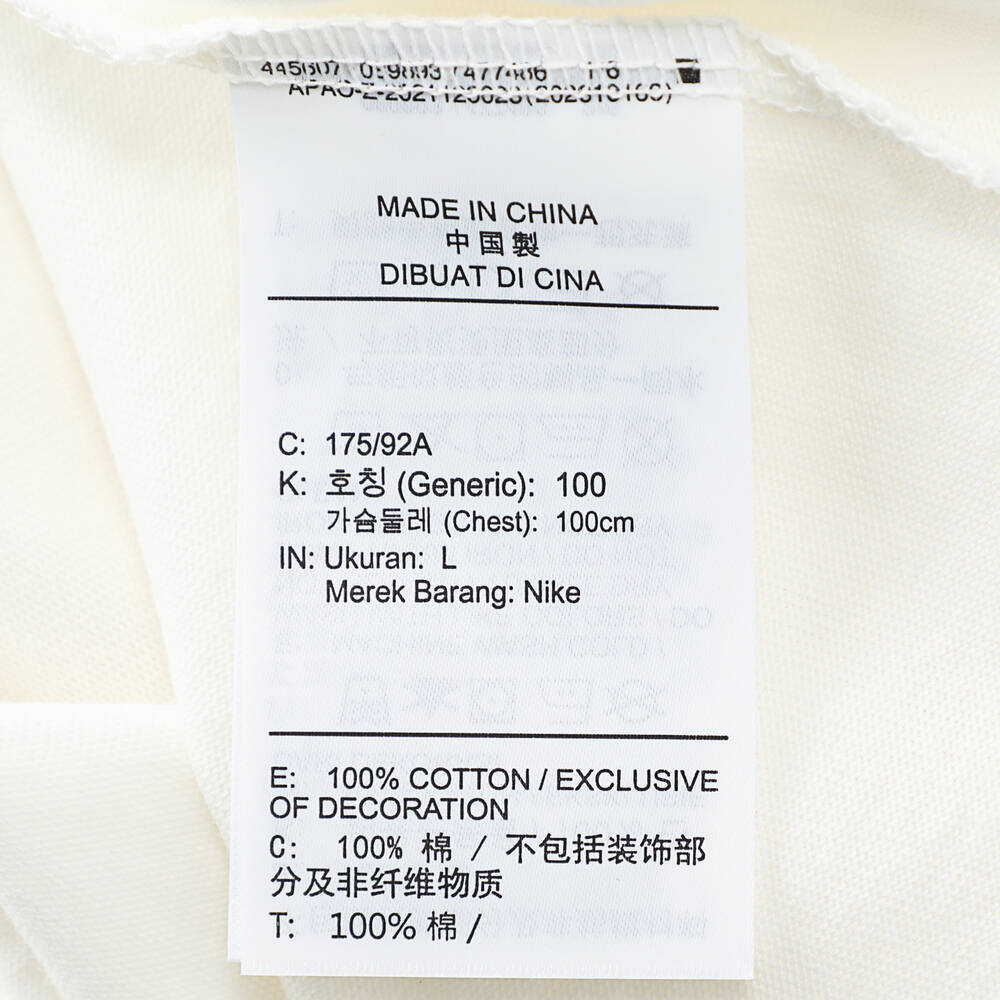 MADE IN CHINA
中国製
DIBUAT DI CINA
C: 175/92A
K: 호칭 (Generic): 100
가슴둘레 (Chest): 100cm
IN: Ukuran: L
Merek Barang: Nike
E: 100% COTTON / EXCLUSIVE
OF DECORATION
C: 100% 棉 / 不包括装饰部
分及非纤维物质
T: 100% 棉 /